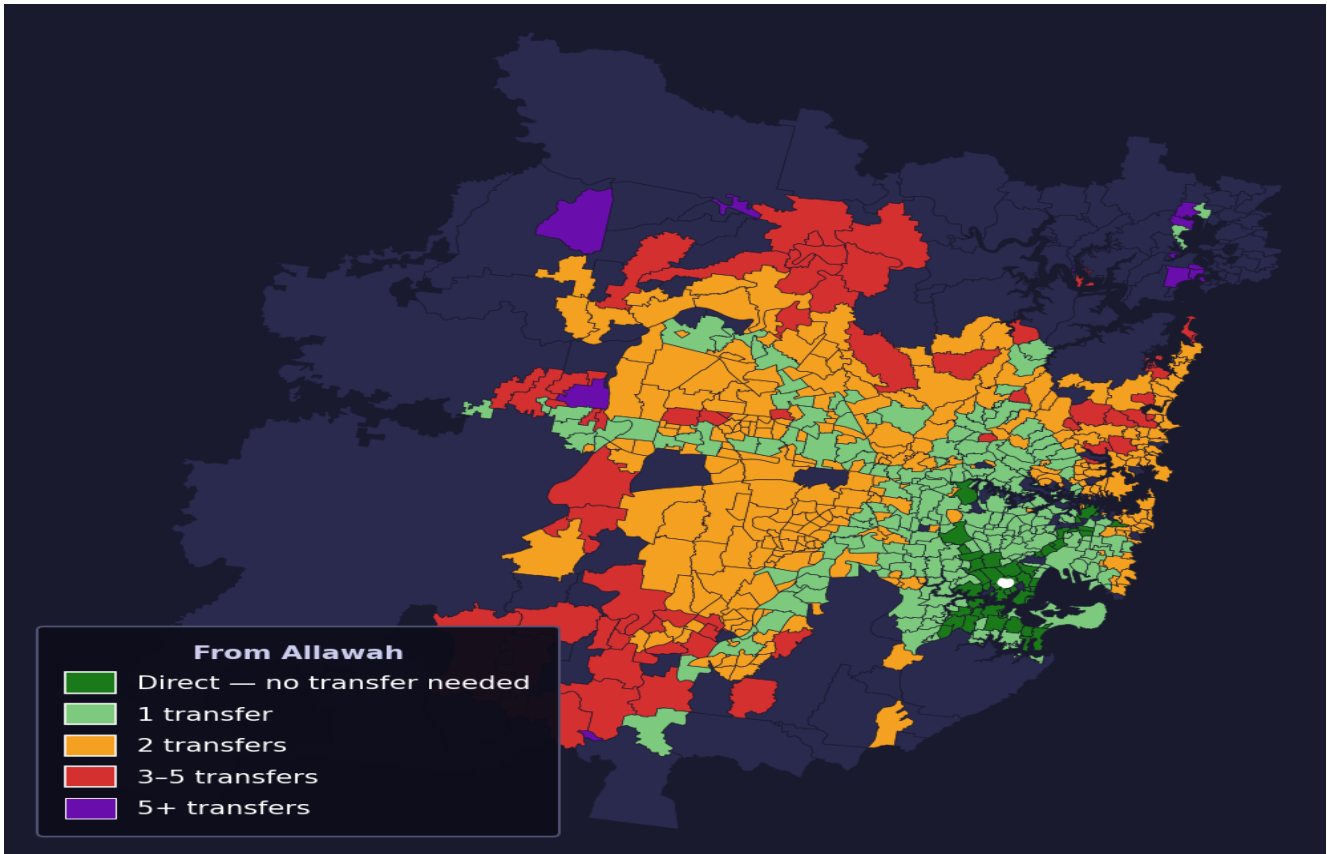 From Allawah
Direct — no transfer needed
1 transfer
2 transfers
3–5 transfers
5+ transfers